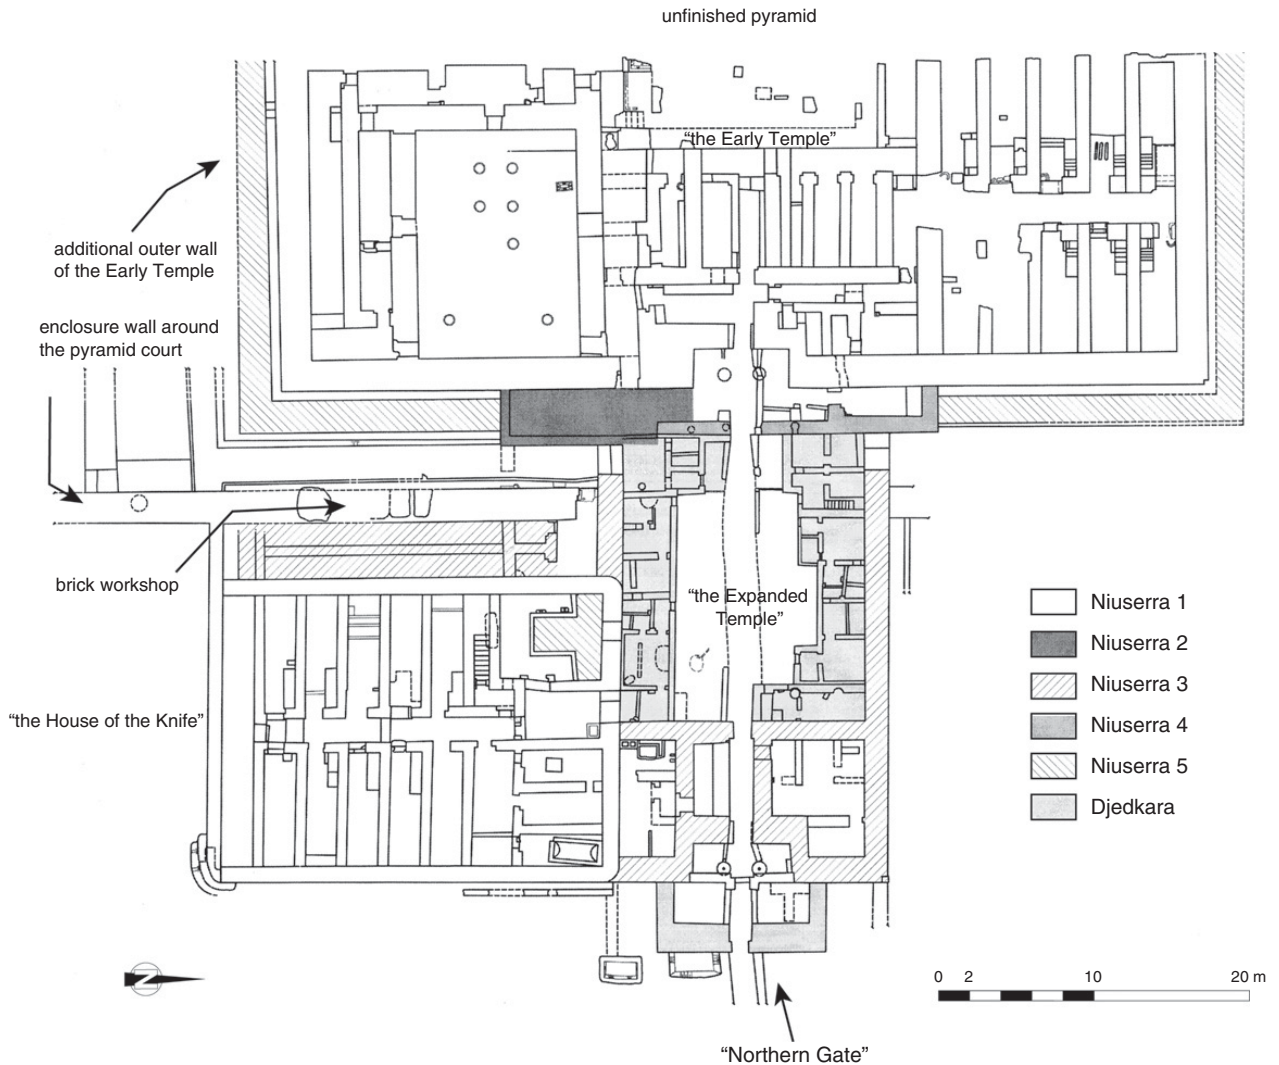 unfinished pyramid
“the Early Temple”
additional outer wall
of the Early Temple
enclosure wall around
the pyramid court
brick workshop
“the Expanded
Temple”
“the House of the Knife”
Niuserra 1
Niuserra 2
Niuserra 3
Niuserra 4
Niuserra 5
Djedkara
N
0 2 10 20 m
“Northern Gate”